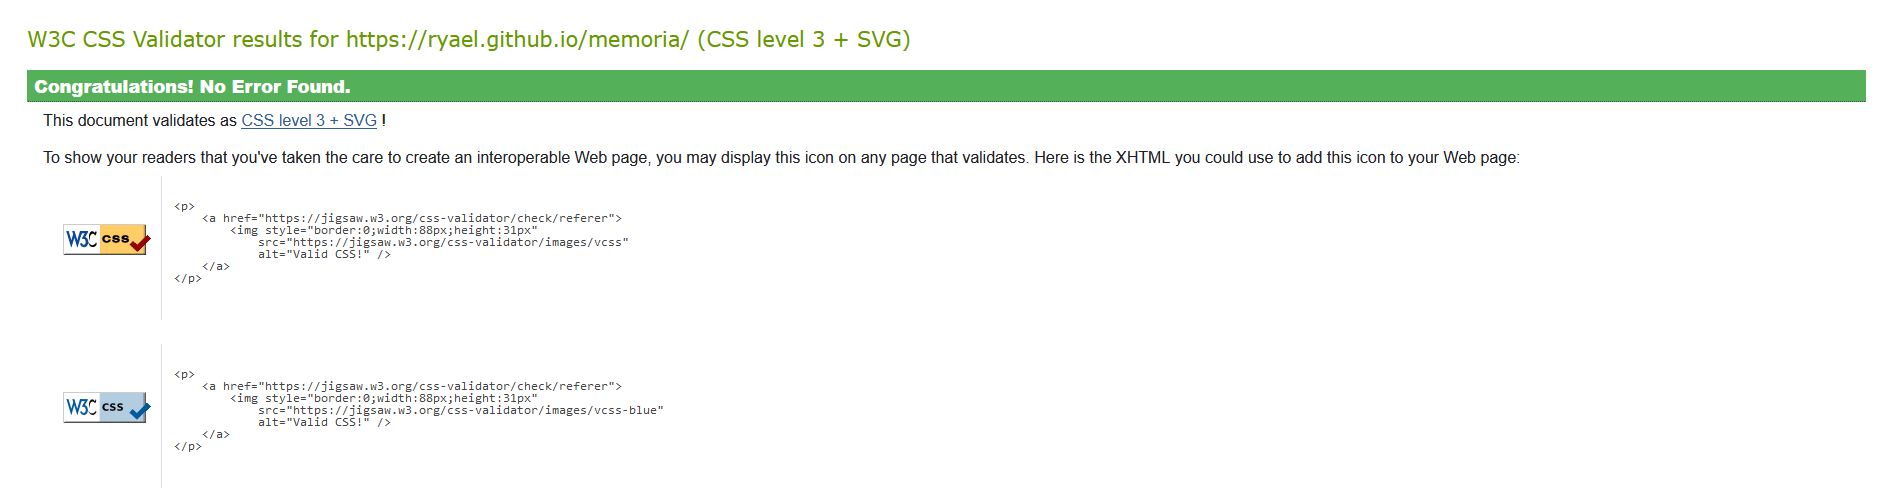 W3C CSS Validator results for https://ryael.github.io/memoria/ (CSS level 3 + SVG)
Congratulations! No Error Found.
This document validates as CSS level 3 + SVG !
To show your readers that you've taken the care to create an interoperable Web page, you may display this icon on any page that validates. Here is the XHTML you could use to add this icon to your Web page:
W3C css
<p>
    <a href="https://jigsaw.w3.org/css-validator/check/referer">
        <img style="border:0;width:88px;height:31px"
            src="https://jigsaw.w3.org/css-validator/images/vcss"
            alt="Valid CSS!" />
    </a>
</p>
W3C css
<p>
    <a href="https://jigsaw.w3.org/css-validator/check/referer">
        <img style="border:0;width:88px;height:31px"
            src="https://jigsaw.w3.org/css-validator/images/vcss-blue"
            alt="Valid CSS!" />
    </a>
</p>